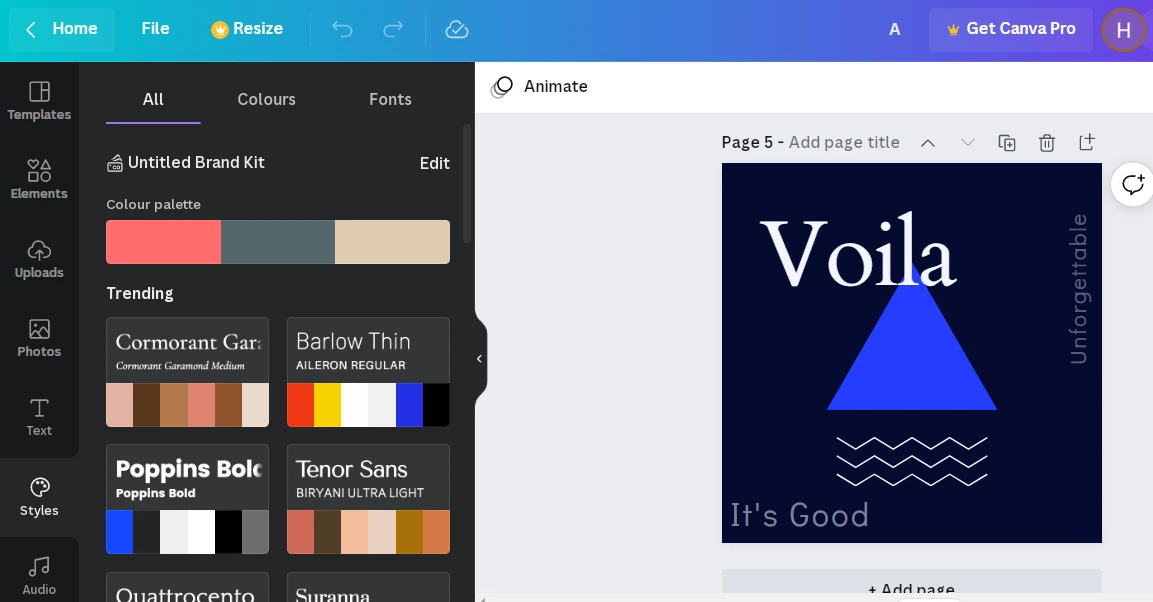 Home
File
Resize
A
Get Canva Pro
H
Templates
Elements
Uploads
Photos
Text
Styles
Audio
All
Colours
Fonts
Untitled Brand Kit
Edit
Colour palette
Trending
Cormorant Gara
Cormorant Garamond Medium
Barlow Thin
AILERON REGULAR
Poppins Bold
Poppins Bold
Tenor Sans
BIRYANI ULTRA LIGHT
Quattrocento
Suranna
Animate
Page 5 - Add page title
Voila
Unforgettable
It's Good
+ Add page